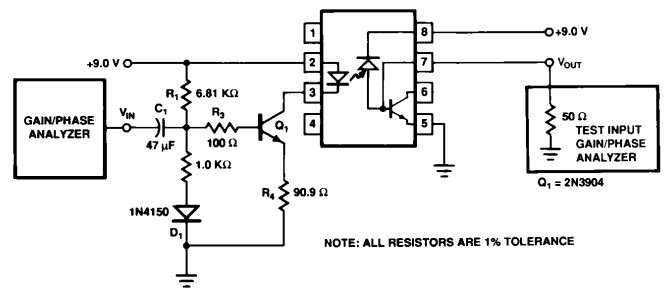 1
8
+9.0 V
+9.0 V
2
7
V_OUT
R1 6.81 KΩ
GAIN/PHASE
ANALYZER
V_IN
C1
47 µF
R3
100 Ω
Q1
3
6
4
5
50 Ω
TEST INPUT
GAIN/PHASE
ANALYZER
1.0 KΩ
R4
90.9 Ω
Q1 = 2N3904
1N4150
D1
NOTE: ALL RESISTORS ARE 1% TOLERANCE